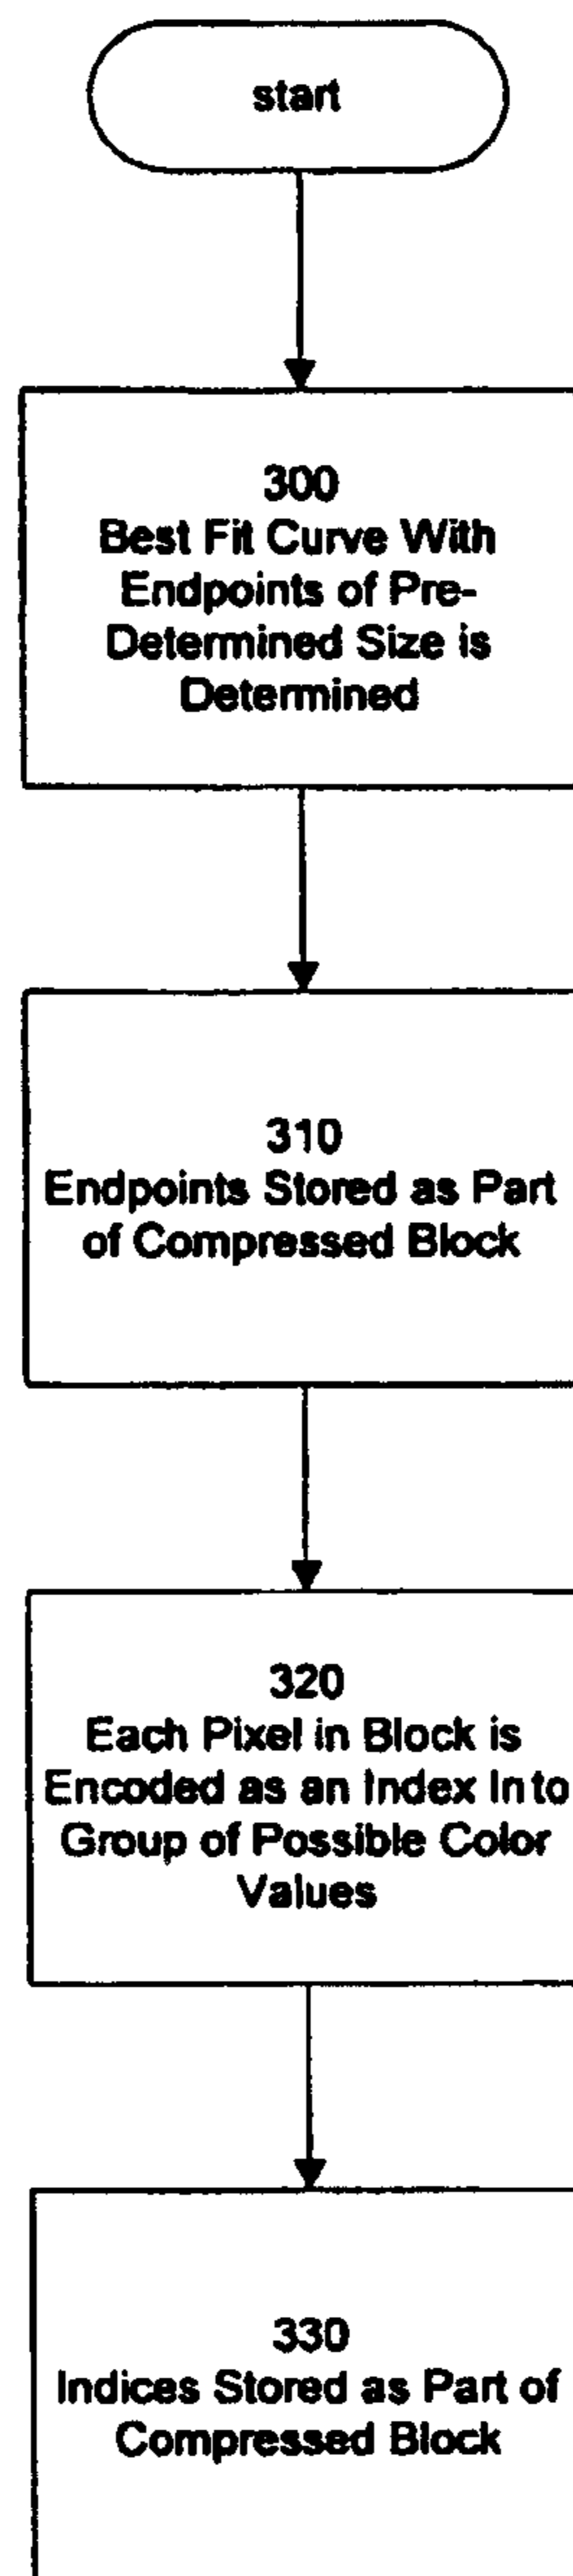 start
300
Best Fit Curve With
Endpoints of Pre-
Determined Size is
Determined
310
Endpoints Stored as Part
of Compressed Block
320
Each Pixel in Block is
Encoded as an Index Into
Group of Possible Color
Values
330
Indices Stored as Part of
Compressed Block